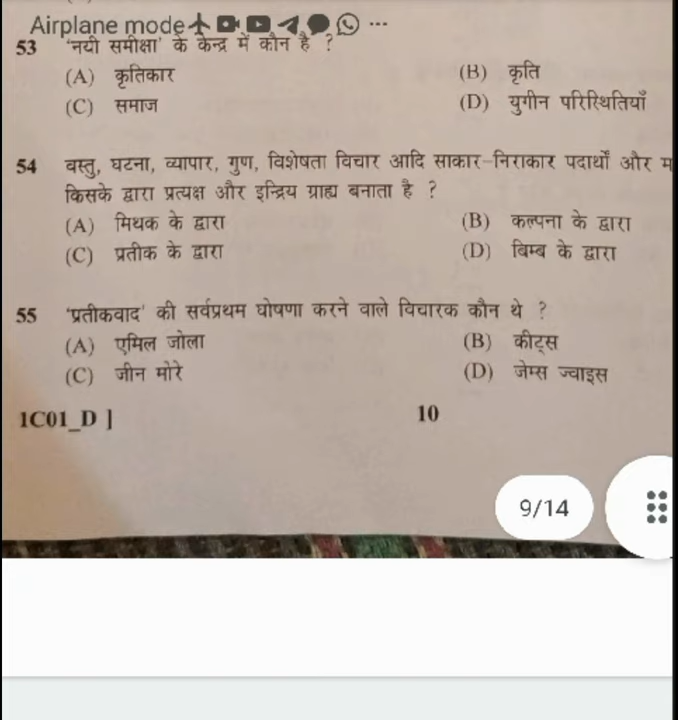 Airplane mode
53 'नयी समीक्षा' के केन्द्र में कौन है ?
(A) कृतिकार (B) कृति
(C) समाज (D) युगीन परिस्थितियाँ
54 वस्तु, घटना, व्यापार, गुण, विशेषता विचार आदि साकार-निराकार पदार्थों और
किसके द्वारा प्रत्यक्ष और इन्द्रिय ग्राह्य बनाता है ?
(A) मिथक के द्वारा (B) कल्पना के द्वारा
(C) प्रतीक के द्वारा (D) बिम्ब के द्वारा
55 'प्रतीकवाद' की सर्वप्रथम घोषणा करने वाले विचारक कौन थे ?
(A) एमिल जोला (B) कीट्स
(C) जीन मोरे (D) जेम्स ज्वाइस
1C01_D ] 10
9/14